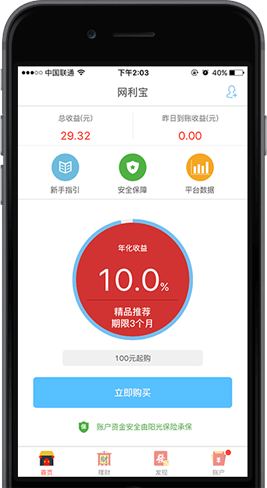 中国联通 下午2:03 40%
网利宝
总收益(元) 昨日到账收益(元)
29.32 0.00
新手指引 安全保障 平台数据
年化收益
10.0%
精品推荐
期限3个月
100元起购
立即购买
保 账户资金安全由阳光保险承保
首页 理财 发现 账户